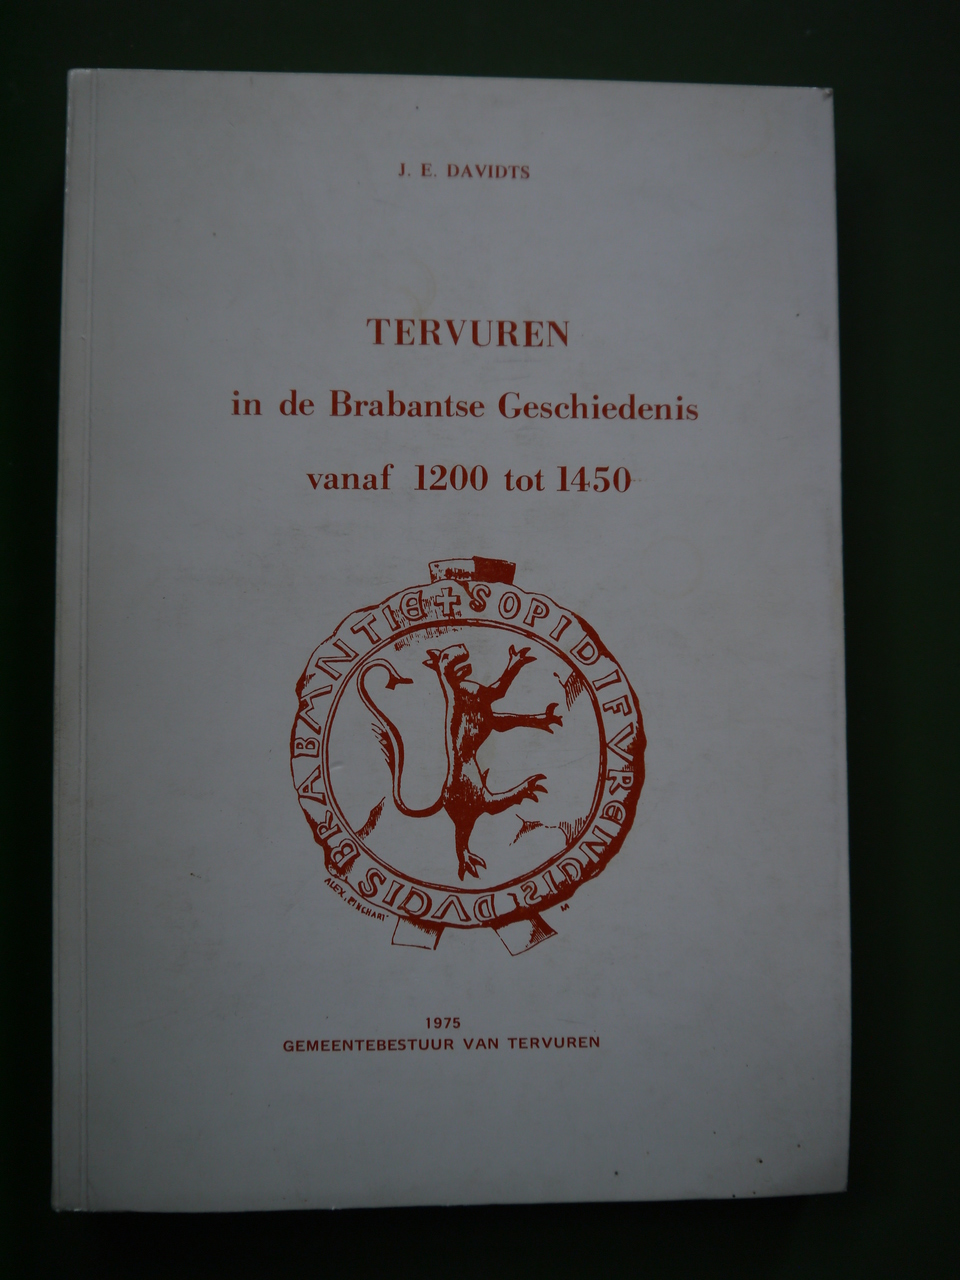 J. E. DAVIDTS
TERVUREN
in de Brabantse Geschiedenis
vanaf 1200 tot 1450
+ S OPIDI FVRENCIS DVCIS BRABANTIE
ALEX. PINCHART
1975
GEMEENTEBESTUUR VAN TERVUREN